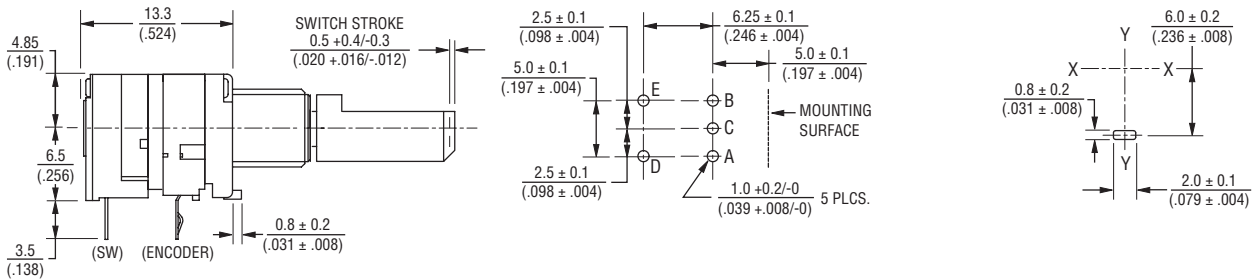 13.3
(.524)
4.85
(.191)
SWITCH STROKE
0.5 +0.4/-0.3
(.020 +.016/-.012)
6.5
(.256)
3.5
(.138)
(SW)
(ENCODER)
0.8 ± 0.2
(.031 ± .008)
2.5 ± 0.1
(.098 ± .004)
6.25 ± 0.1
(.246 ± .004)
5.0 ± 0.1
(.197 ± .004)
5.0 ± 0.1
(.197 ± .004)
E
B
C
D
A
MOUNTING
SURFACE
2.5 ± 0.1
(.098 ± .004)
1.0 +0.2/-0
(.039 +.008/-0)
5 PLCS.
6.0 ± 0.2
(.236 ± .008)
Y
X
X
0.8 ± 0.2
(.031 ± .008)
Y
2.0 ± 0.1
(.079 ± .004)